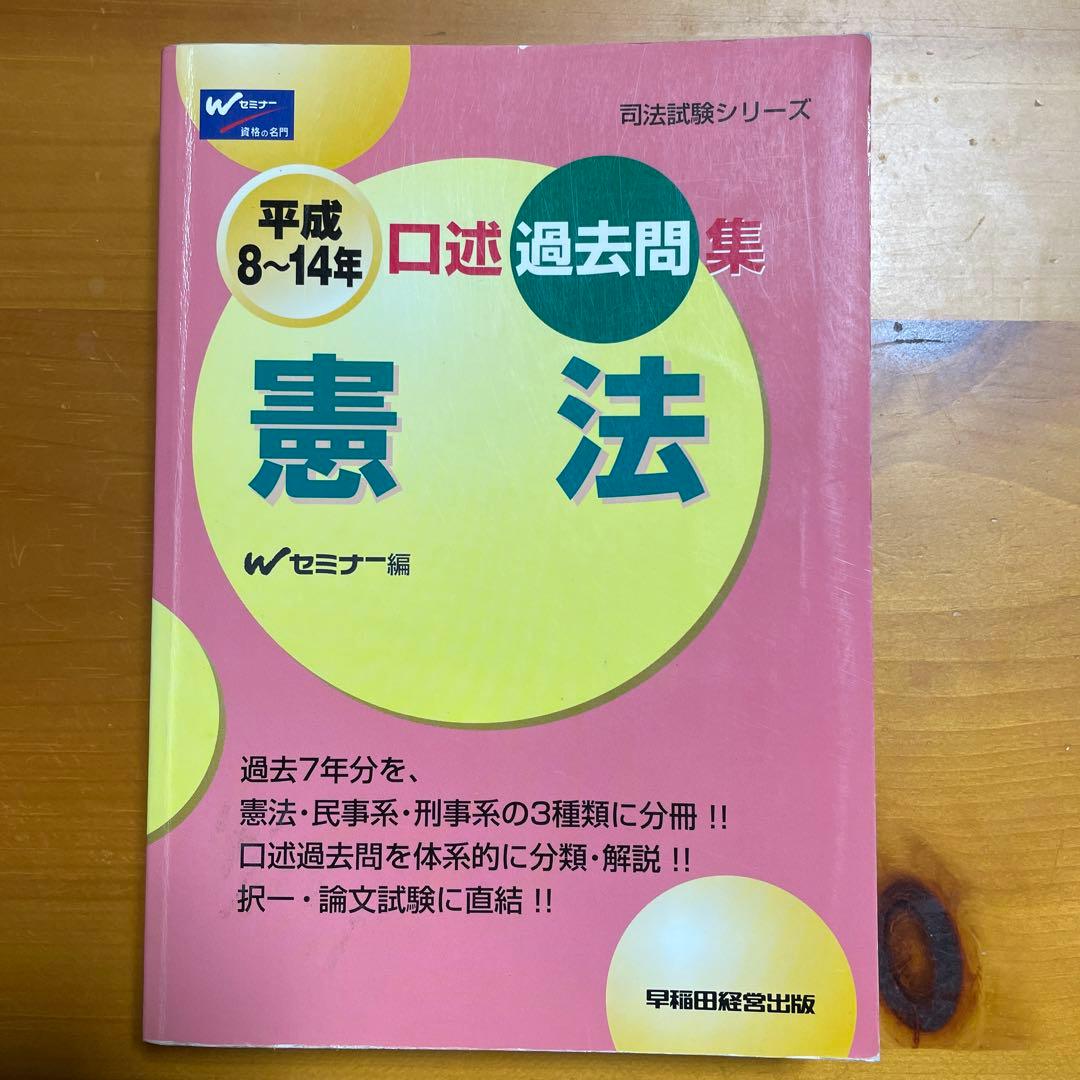 Wセミナー
資格の名門
司法試験シリーズ
平成
8〜14年
口述過去問集
憲法
Wセミナー編
過去7年分を、
憲法・民事系・刑事系の3種類に分冊!!
口述過去問を体系的に分類・解説!!
択一・論文試験に直結!!
早稲田経営出版